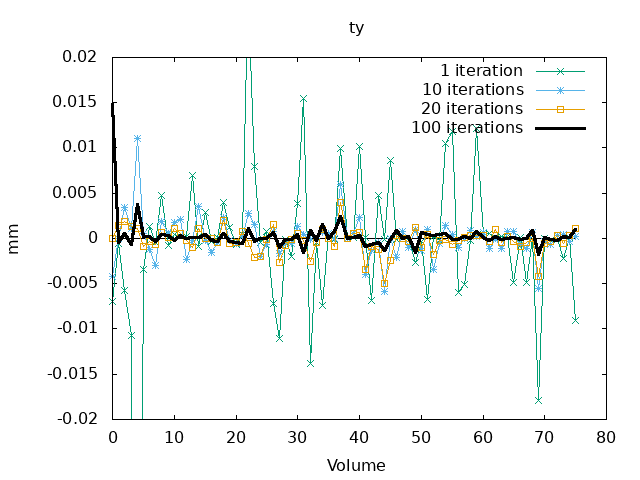 ty
0.02
0.015
0.01
0.005
0
-0.005
-0.01
-0.015
-0.02
mm
1 iteration
10 iterations
20 iterations
100 iterations
0 10 20 30 40 50 60 70 80
Volume